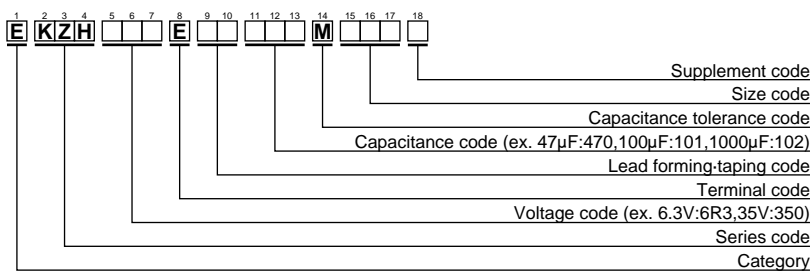 1 2 3 4 5 6 7 8 9 10 11 12 13 14 15 16 17 18
E K Z H E M
Supplement code
Size code
Capacitance tolerance code
Capacitance code (ex. 47µF:470,100µF:101,1000µF:102)
Lead forming·taping code
Terminal code
Voltage code (ex. 6.3V:6R3,35V:350)
Series code
Category